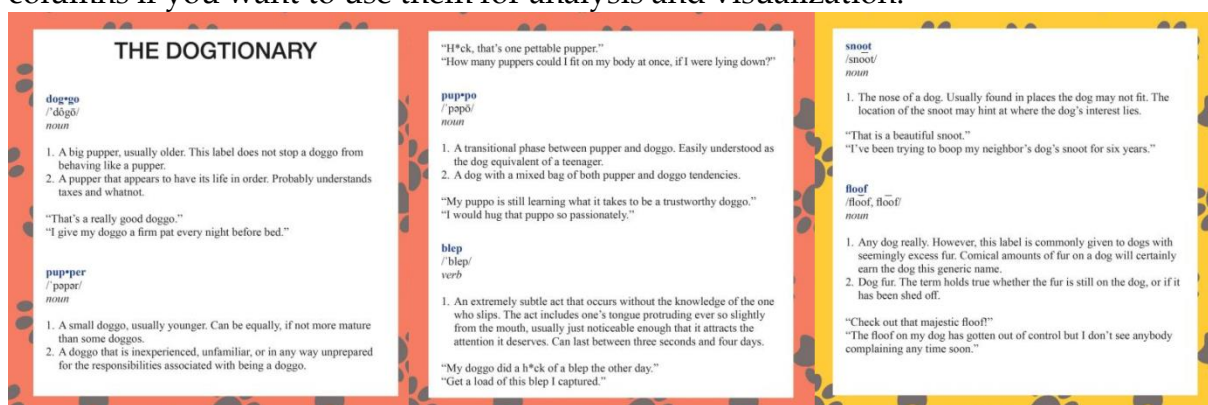 columns if you want to use them for analysis and visualization.
THE DOGTIONARY
dog•go
/ˈdôgō/
noun
1. A big pupper, usually older. This label does not stop a doggo from
behaving like a pupper.
2. A pupper that appears to have its life in order. Probably understands
taxes and whatnot.
“That’s a really good doggo.”
“I give my doggo a firm pat every night before bed.”
pup•per
/ˈpəpər/
noun
1. A small doggo, usually younger. Can be equally, if not more mature
than some doggos.
2. A doggo that is inexperienced, unfamiliar, or in any way unprepared
for the responsibilities associated with being a doggo.
“H*ck, that’s one pettable pupper.”
“How many puppers could I fit on my body at once, if I were lying down?”
pup•po
/ˈpəpō/
noun
1. A transitional phase between pupper and doggo. Easily understood as
the dog equivalent of a teenager.
2. A dog with a mixed bag of both pupper and doggo tendencies.
“My puppo is still learning what it takes to be a trustworthy doggo.”
“I would hug that puppo so passionately.”
blep
/ˈblep/
verb
1. An extremely subtle act that occurs without the knowledge of the one
who slips. The act includes one’s tongue protruding ever so slightly
from the mouth, usually just noticeable enough that it attracts the
attention it deserves. Can last between three seconds and four days.
“My doggo did a h*ck of a blep the other day.”
“Get a load of this blep I captured.”
snoot
/snoot/
noun
1. The nose of a dog. Usually found in places the dog may not fit. The
location of the snoot may hint at where the dog’s interest lies.
“That is a beautiful snoot.”
“I’ve been trying to boop my neighbor’s dog’s snoot for six years.”
floof
/floof, flo͞of/
noun
1. Any dog really. However, this label is commonly given to dogs with
seemingly excess fur. Comical amounts of fur on a dog will certainly
earn the dog this generic name.
2. Dog fur. The term holds true whether the fur is still on the dog, or if it
has been shed off.
“Check out that majestic floof!”
“The floof on my dog has gotten out of control but I don’t see anybody
complaining any time soon.”